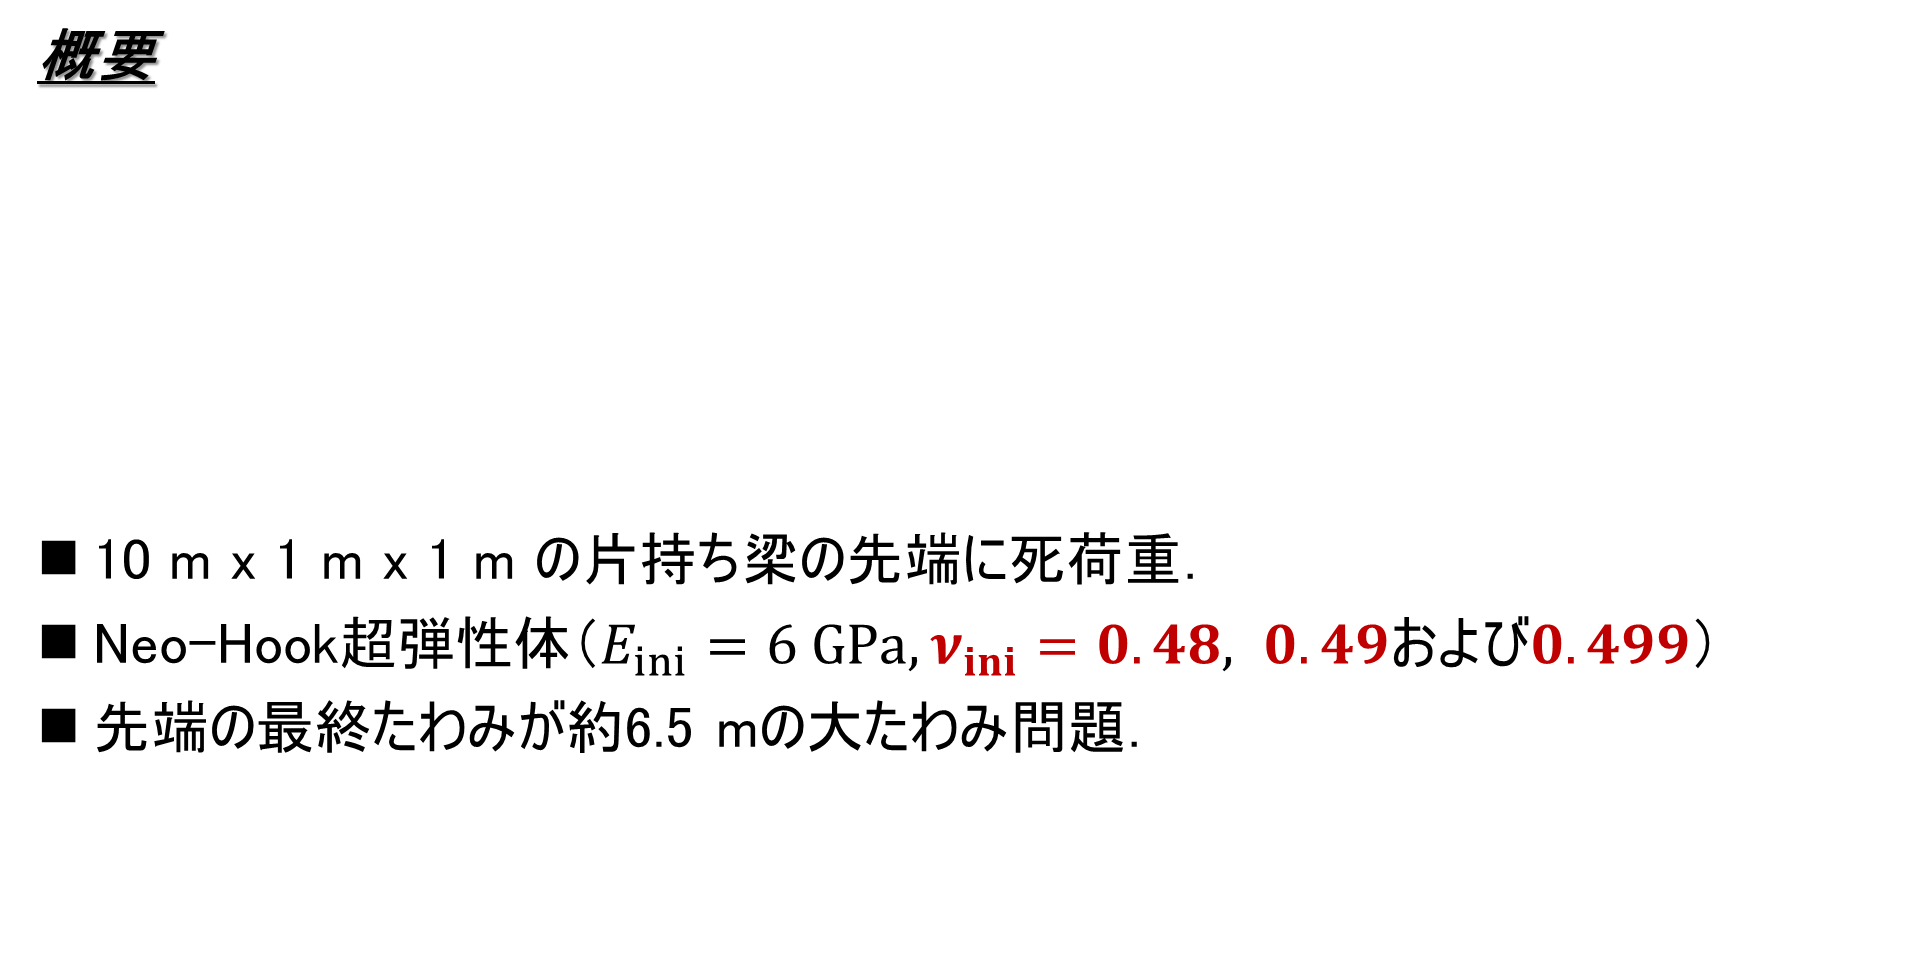 概要
■ 10 m x 1 m x 1 m の片持ち梁の先端に死荷重.
■ Neo-Hook超弾性体（E_ini = 6 GPa, ν_ini = 0.48, 0.49および0.499）
■ 先端の最終たわみが約6.5 mの大たわみ問題.